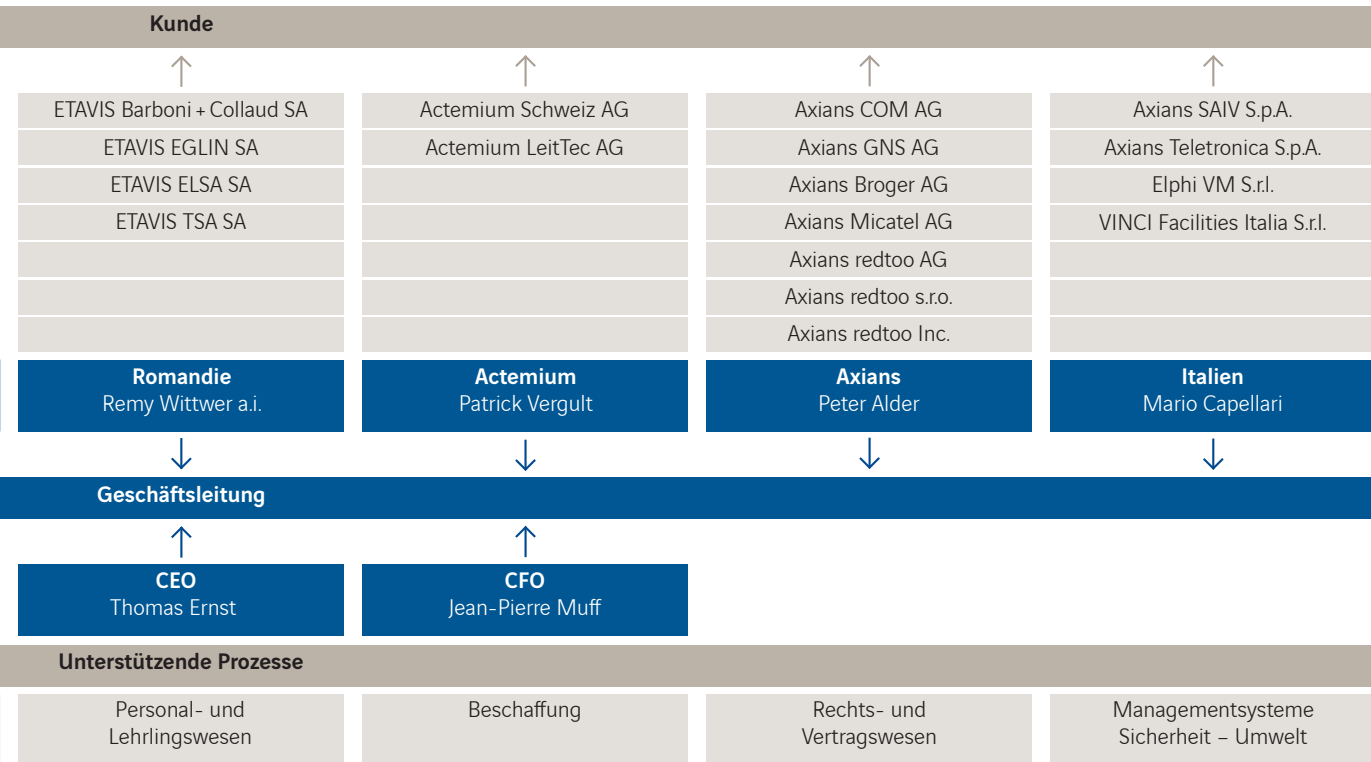 Kunde
ETAVIS Barboni + Collaud SA
ETAVIS EGLIN SA
ETAVIS ELSA SA
ETAVIS TSA SA
Actemium Schweiz AG
Actemium LeitTec AG
Axians COM AG
Axians GNS AG
Axians Broger AG
Axians Micatel AG
Axians redtoo AG
Axians redtoo s.r.o.
Axians redtoo Inc.
Axians SAIV S.p.A.
Axians Teletronica S.p.A.
Elphi VM S.r.l.
VINCI Facilities Italia S.r.l.
Romandie
Remy Wittwer a.i.
Actemium
Patrick Vergult
Axians
Peter Alder
Italien
Mario Capellari
Geschäftsleitung
CEO
Thomas Ernst
CFO
Jean-Pierre Muff
Unterstützende Prozesse
Personal- und
Lehrlingswesen
Beschaffung
Rechts- und
Vertragswesen
Managementsysteme
Sicherheit – Umwelt